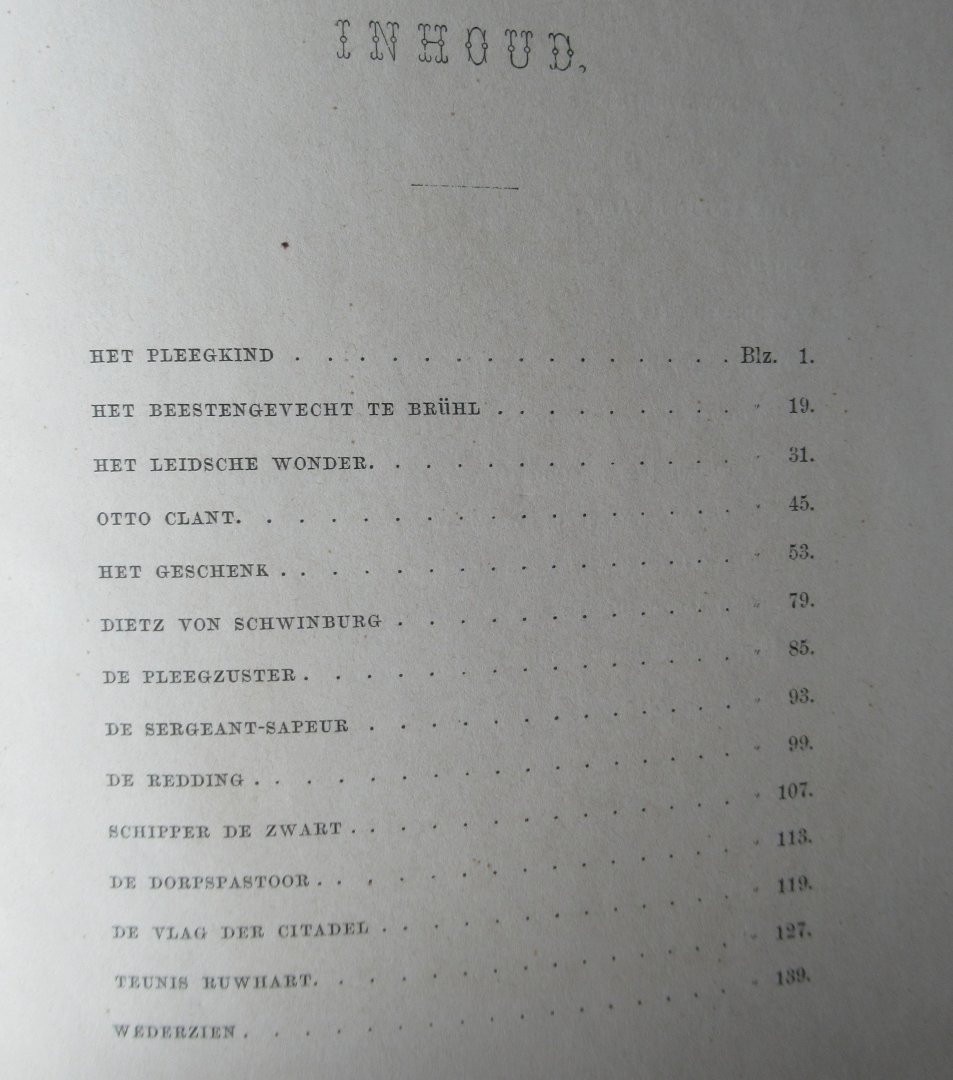 INHOUD.
HET PLEEGKIND . . . . . . . . . . . . . . Blz. 1.
HET BEESTENGEVECHT TE BRÜHL . . . . . . . . „ 19.
HET LEIDSCHE WONDER. . . . . . . . . . . . „ 31.
OTTO CLANT. . . . . . . . . . . . . . . . „ 45.
HET GESCHENK . . . . . . . . . . . . . . . „ 53.
DIETZ VON SCHWINBURG . . . . . . . . . . . „ 79.
DE PLEEGZUSTER . . . . . . . . . . . . . . „ 85.
DE SERGEANT-SAPEUR . . . . . . . . . . . . „ 93.
DE REDDING . . . . . . . . . . . . . . . . „ 99.
SCHIPPER DE ZWART . . . . . . . . . . . . . „ 107.
DE DORPSPASTOOR . . . . . . . . . . . . . . „ 113.
DE VLAG DER CITADEL . . . . . . . . . . . . „ 119.
TEUNIS RUWHART. . . . . . . . . . . . . . „ 127.
WEDERZIEN . . . . . . . . . . . . . . . . „ 139.